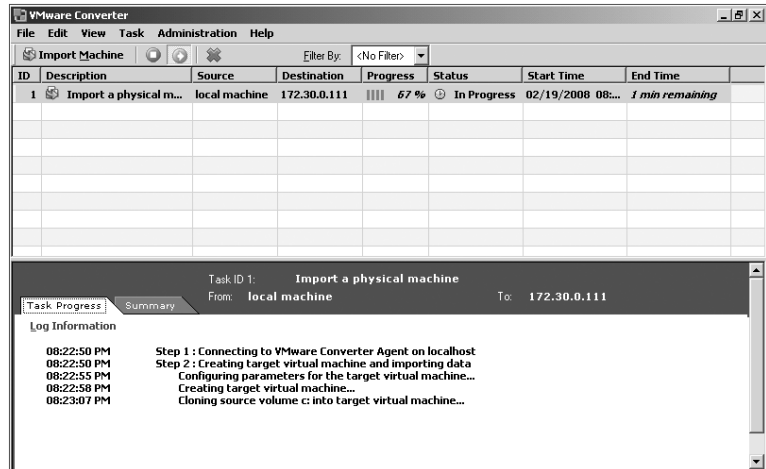 VMware Converter
File Edit View Task Administration Help
Import Machine Filter By: <No Filter>
ID Description Source Destination Progress Status Start Time End Time
1 Import a physical m... local machine 172.30.0.111 67 % In Progress 02/19/2008 08:... 1 min remaining
Task ID 1: Import a physical machine
From: local machine To: 172.30.0.111
Task Progress Summary
Log Information
08:22:50 PM Step 1 : Connecting to VMware Converter Agent on localhost
08:22:50 PM Step 2 : Creating target virtual machine and importing data
08:22:55 PM Configuring parameters for the target virtual machine...
08:22:58 PM Creating target virtual machine...
08:23:07 PM Cloning source volume c: into target virtual machine...